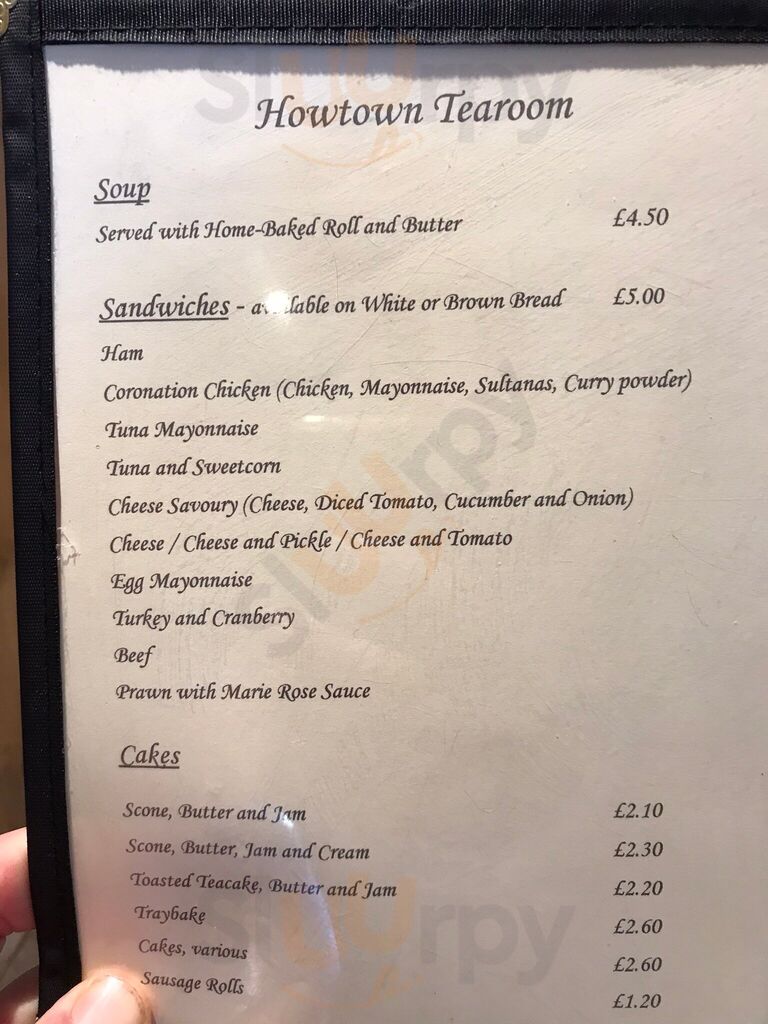 Howtown Tearoom
Soup
Served with Home-Baked Roll and Butter £4.50
Sandwiches - available on White or Brown Bread £5.00
Ham
Coronation Chicken (Chicken, Mayonnaise, Sultanas, Curry powder)
Tuna Mayonnaise
Tuna and Sweetcorn
Cheese Savoury (Cheese, Diced Tomato, Cucumber and Onion)
Cheese / Cheese and Pickle / Cheese and Tomato
Egg Mayonnaise
Turkey and Cranberry
Beef
Prawn with Marie Rose Sauce
Cakes
Scone, Butter and Jam £2.10
Scone, Butter, Jam and Cream £2.30
Toasted Teacake, Butter and Jam £2.20
Traybake £2.60
Cakes, various £2.60
Sausage Rolls £1.20
sluurpy
sluurpy
sluurpy